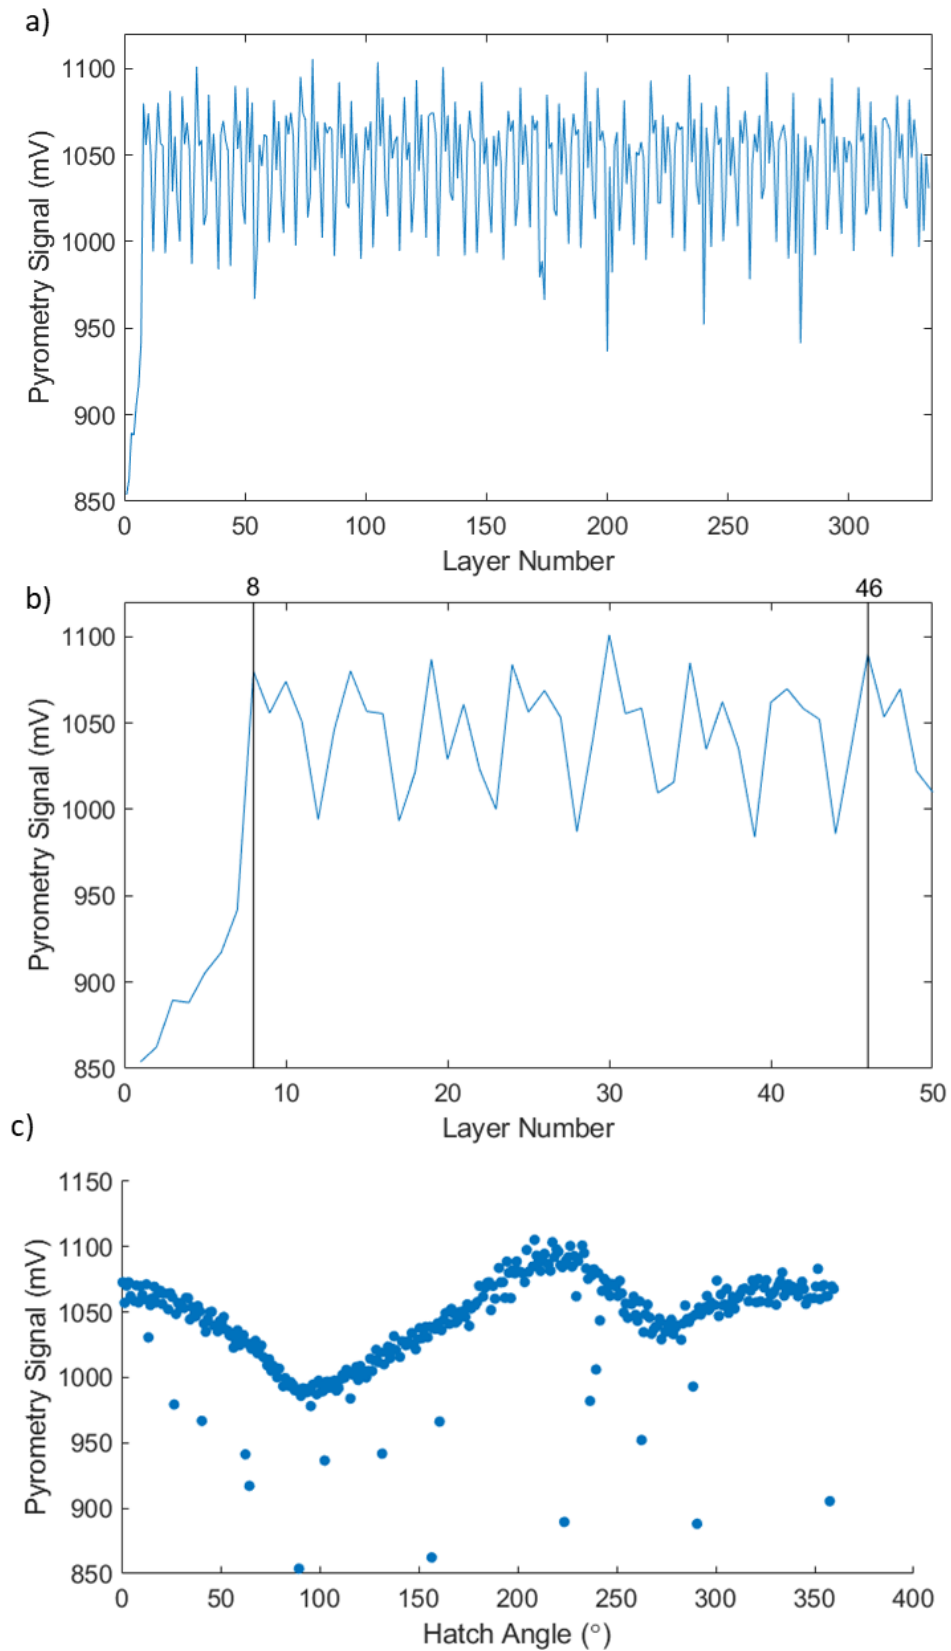 a)
Pyrometry Signal (mV)
1100
1050
1000
950
900
850
0 50 100 150 200 250 300
Layer Number
b)
8 46
Pyrometry Signal (mV)
1100
1050
1000
950
900
850
0 10 20 30 40 50
Layer Number
c)
Pyrometry Signal (mV)
1150
1100
1050
1000
950
900
850
0 50 100 150 200 250 300 350 400
Hatch Angle (°)